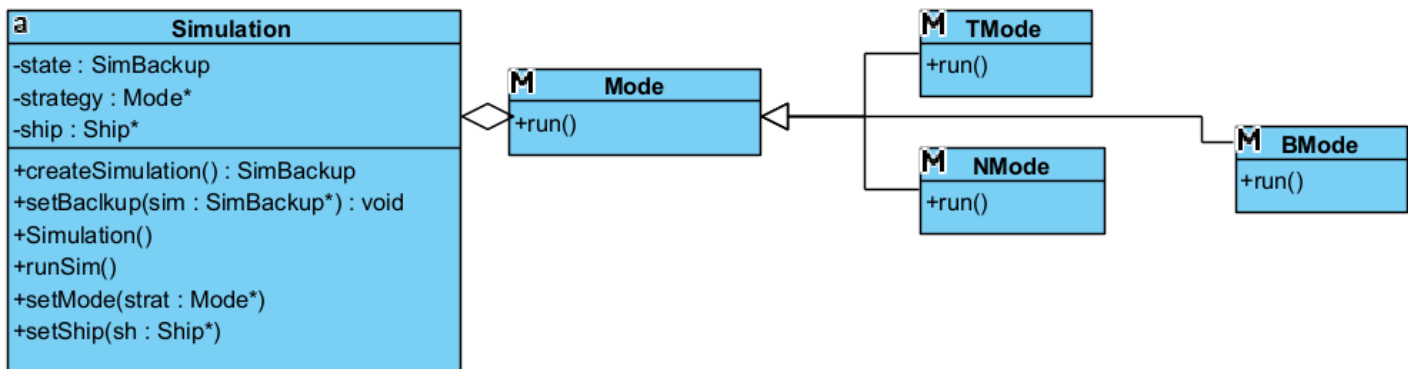 a
Simulation
-state : SimBackup
-strategy : Mode*
-ship : Ship*
+createSimulation() : SimBackup
+setBaclkup(sim : SimBackup*) : void
+Simulation()
+runSim()
+setMode(strat : Mode*)
+setShip(sh : Ship*)
M
Mode
+run()
M
TMode
+run()
M
NMode
+run()
M
BMode
+run()